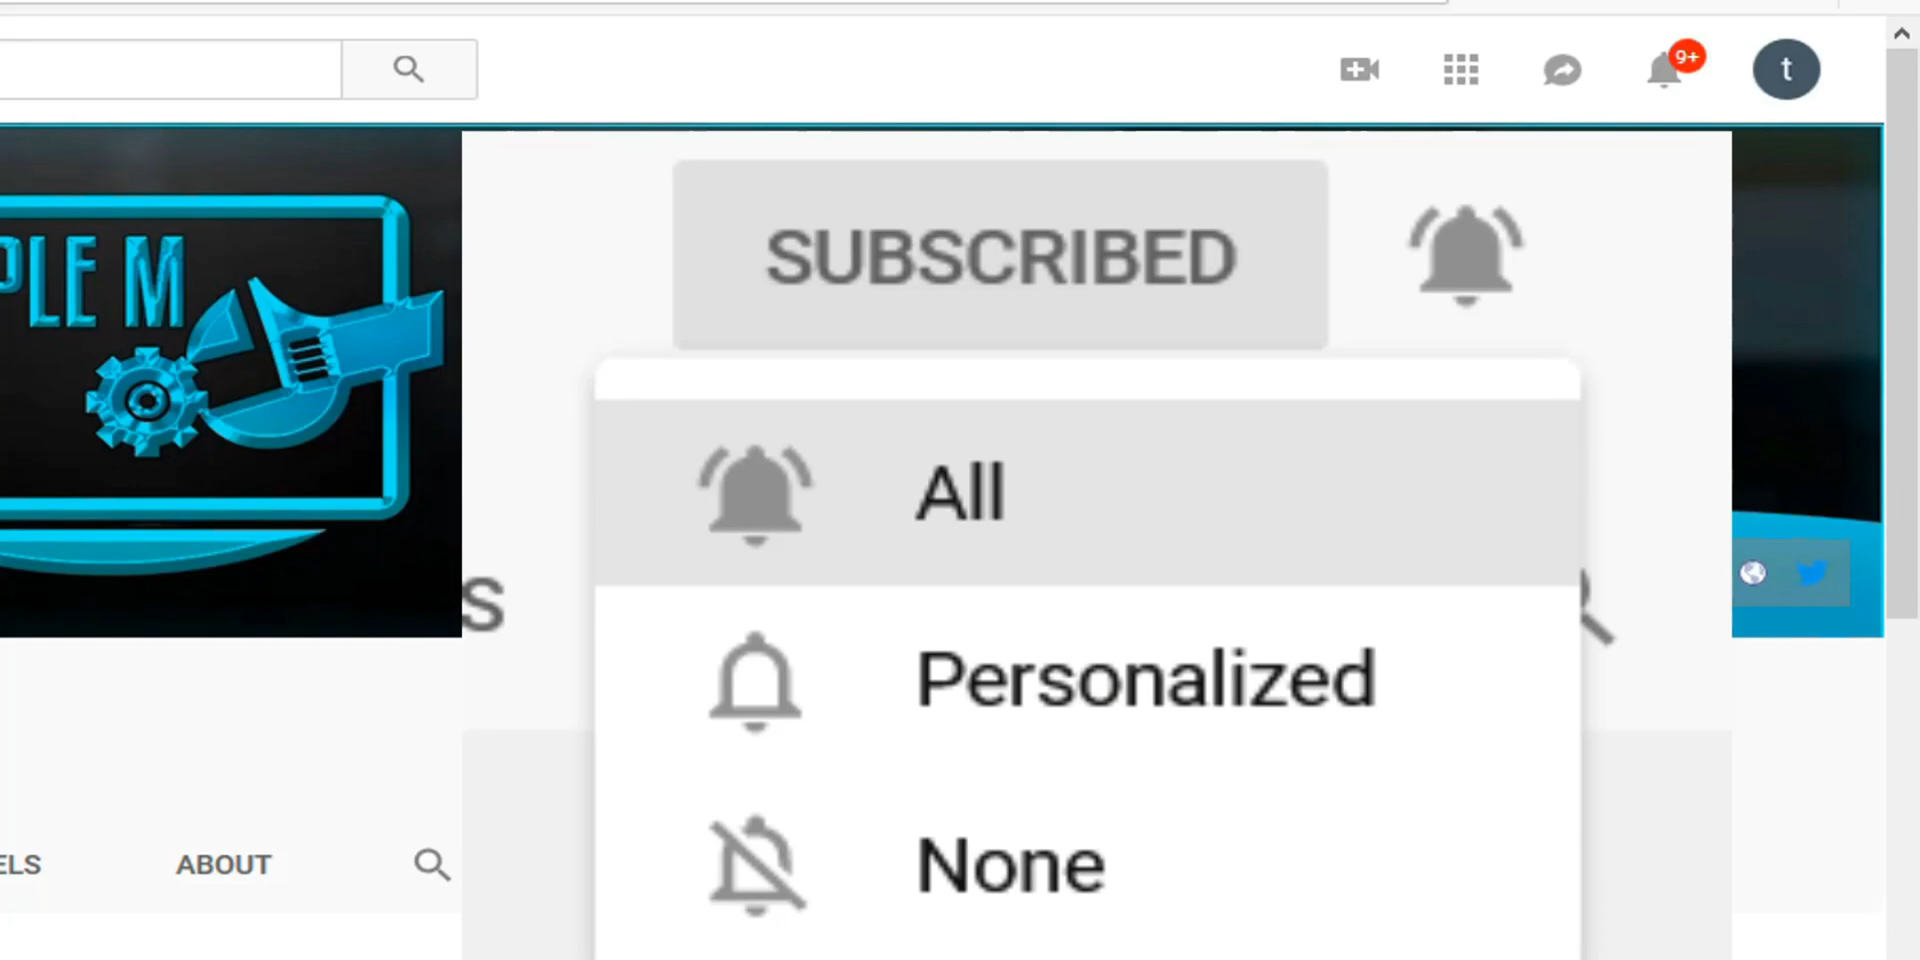 9+
t
SUBSCRIBED
PLE M
All
S
Personalized
None
ELS
ABOUT